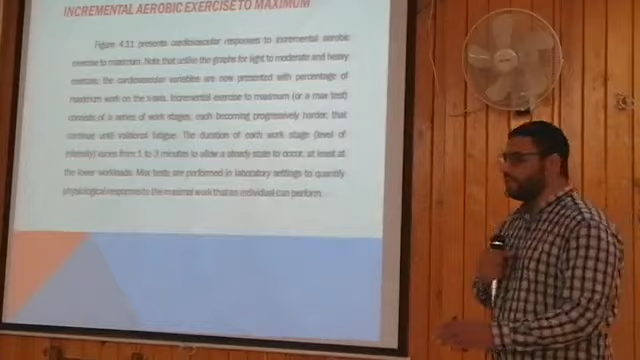 INCREMENTAL AEROBIC EXERCISE TO MAXIMUM
Figure 4.11 presents cardiovascular responses to incremental aerobic
exercise to maximum. Note that unlike the graphs for light to moderate and heavy
exercise, the cardiovascular variables are now presented with percentage of
maximum work on the x-axis. Incremental exercise to maximum (or a max test)
consists of a series of work stages, each becoming progressively harder, that
continue until volitional fatigue. The duration of each work stage (level of
intensity) varies from 1 to 3 minutes to allow a steady state to occur, at least at
the lower workloads. Max tests are performed in laboratory settings to quantify
physiological responses to the maximal work that an individual can perform.